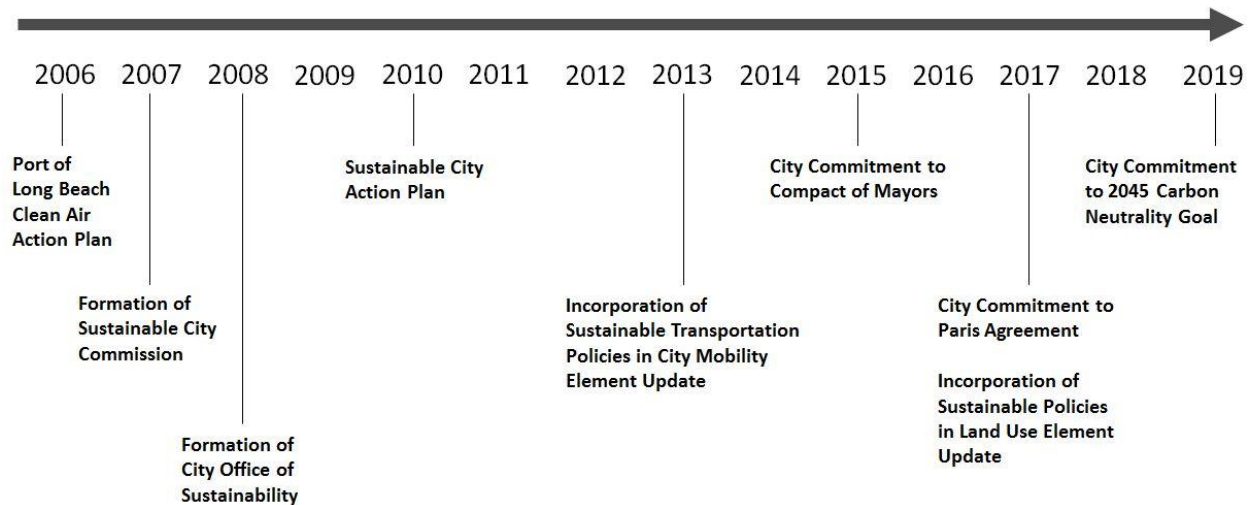 2006 2007 2008 2009 2010 2011 2012 2013 2014 2015 2016 2017 2018 2019
Port of
Long Beach
Clean Air
Action Plan
Formation of
Sustainable City
Commission
Formation of
City Office of
Sustainability
Sustainable City
Action Plan
Incorporation of
Sustainable Transportation
Policies in City Mobility
Element Update
City Commitment to
Compact of Mayors
City Commitment to
Paris Agreement
Incorporation of
Sustainable Policies
in Land Use Element
Update
City Commitment
to 2045 Carbon
Neutrality Goal